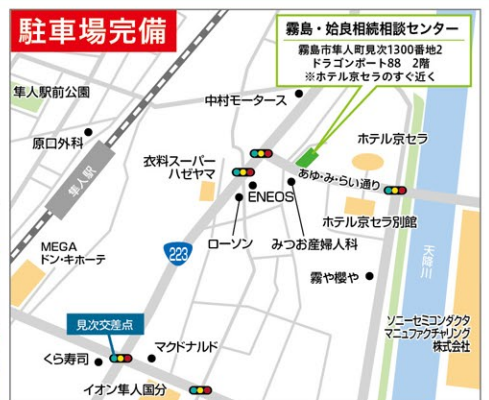 駐車場完備
霧島・姶良相続相談センター
霧島市隼人町見次1300番地2
ドラゴンボート88 2階
※ホテル京セラのすぐ近く
隼人駅前公園
中村モータース
原口外科
ホテル京セラ
衣料スーパー
ハゼヤマ
隼人駅
あゆ・み・らい通り
ENEOS
ホテル京セラ別館
ローソン
みつお産婦人科
223
MEGA
ドン・キホーテ
天降川
霧や櫻や
見次交差点
ソニーセミコンダクタ
マニュファクチャリング
株式会社
くら寿司
マクドナルド
イオン隼人国分